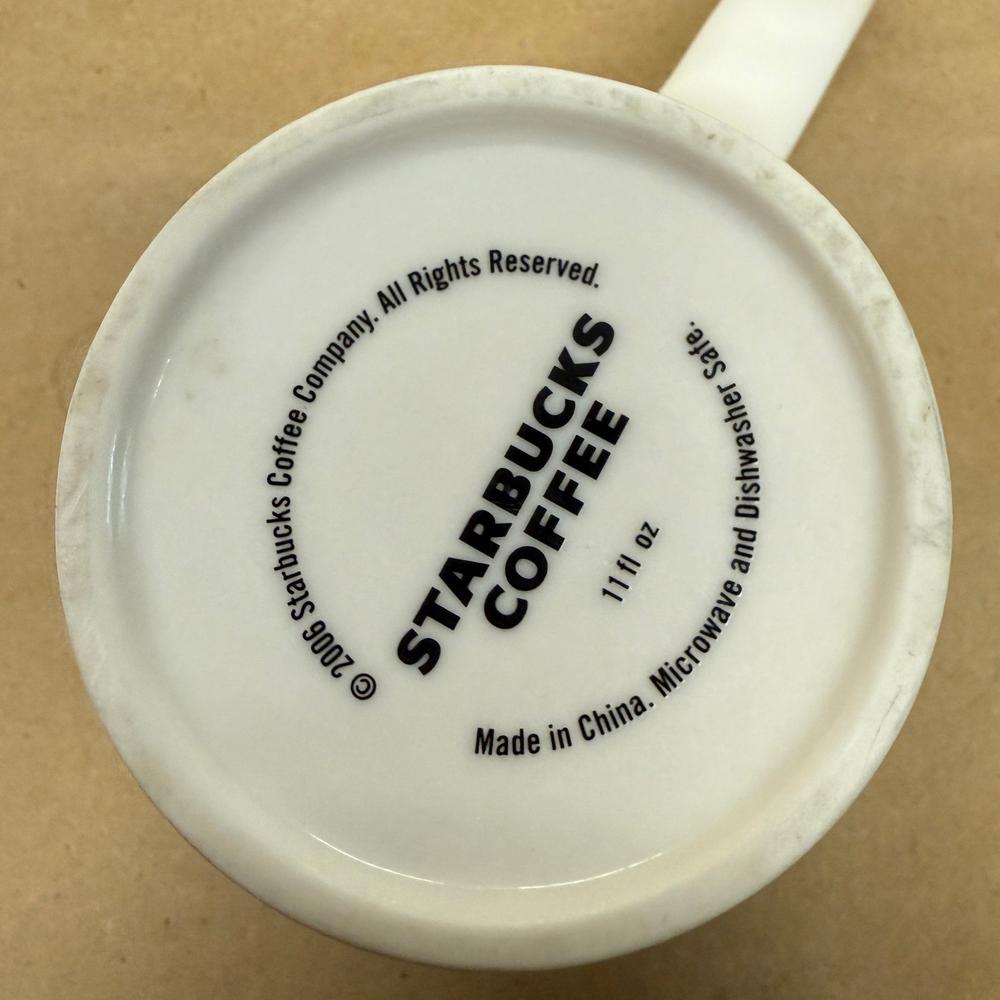 © 2006 Starbucks Coffee Company. All Rights Reserved.
STARBUCKS
COFFEE
11 fl oz
Made in China. Microwave and Dishwasher Safe.